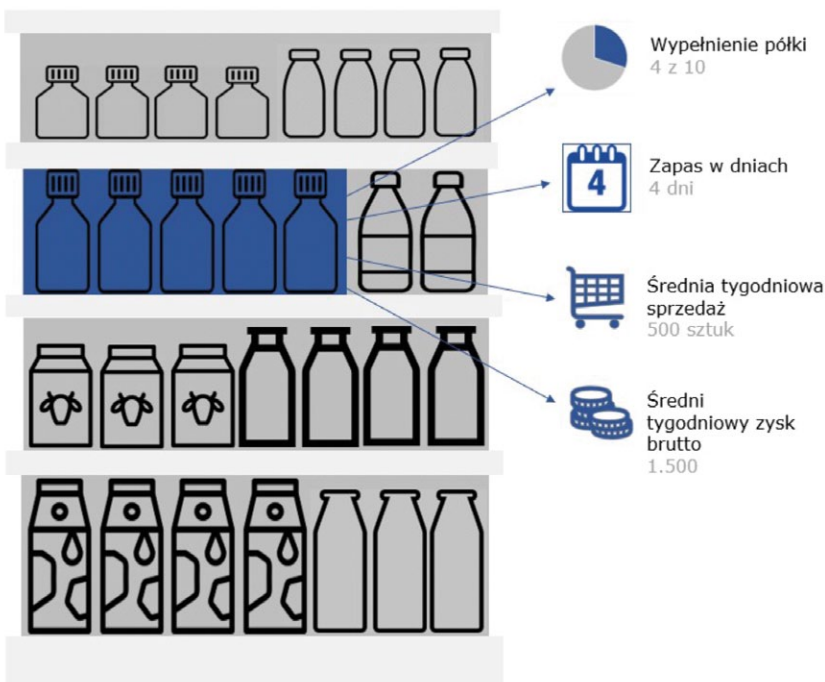 Wypełnienie półki
4 z 10
4
Zapas w dniach
4 dni
Średnia tygodniowa
sprzedaż
500 sztuk
Średni
tygodniowy zysk
brutto
1.500